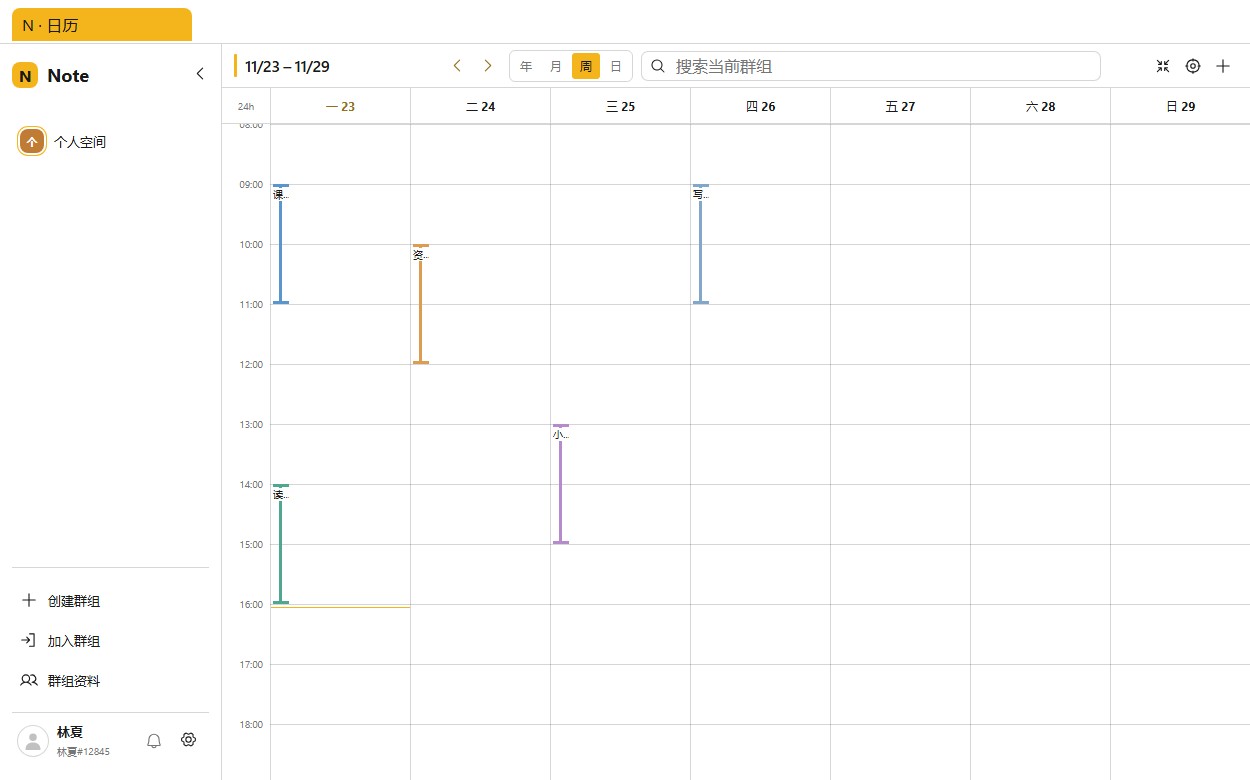 N · 日历
N Note
11/23 – 11/29
年 月 周 日
搜索当前群组
个人空间
24h 一 23 二 24 三 25 四 26 五 27 六 28 日 29
08:00
09:00
课...
写...
10:00
资...
11:00
12:00
13:00
小...
14:00
读...
15:00
16:00
17:00
18:00
创建群组
加入群组
群组资料
林夏
林夏#12845